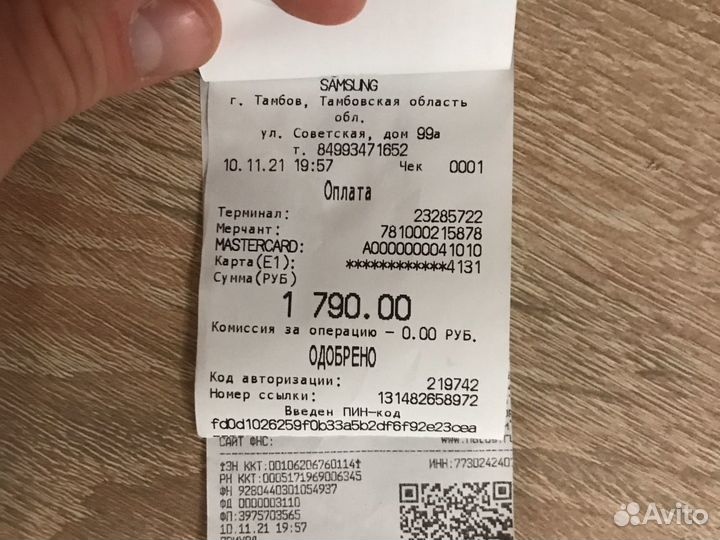 SAMSUNG
г. Тамбов, Тамбовская область
обл.
ул. Советская, дом 99а
т. 84993471652
10.11.21 19:57 Чек 0001
Оплата
Терминал: 23285722
Мерчант: 781000215878
MASTERCARD: A0000000041010
Карта(E1): ************4131
Сумма(РУБ)
1 790.00
Комиссия за операцию – 0.00 РУБ.
ОДОБРЕНО
Код авторизации: 219742
Номер ссылки: 131482658972
Введен ПИН-код
fd0d1026259f0b33a5b2df6f92e23cea
САЙТ ФНС:
ЗН ККТ:00106206760114 ИНН:773024240
РН ККТ:0005171969006345
ФН 9280440301054937
ФД 0000003110
ФП:3975703565
10.11.21 19:57
Avito